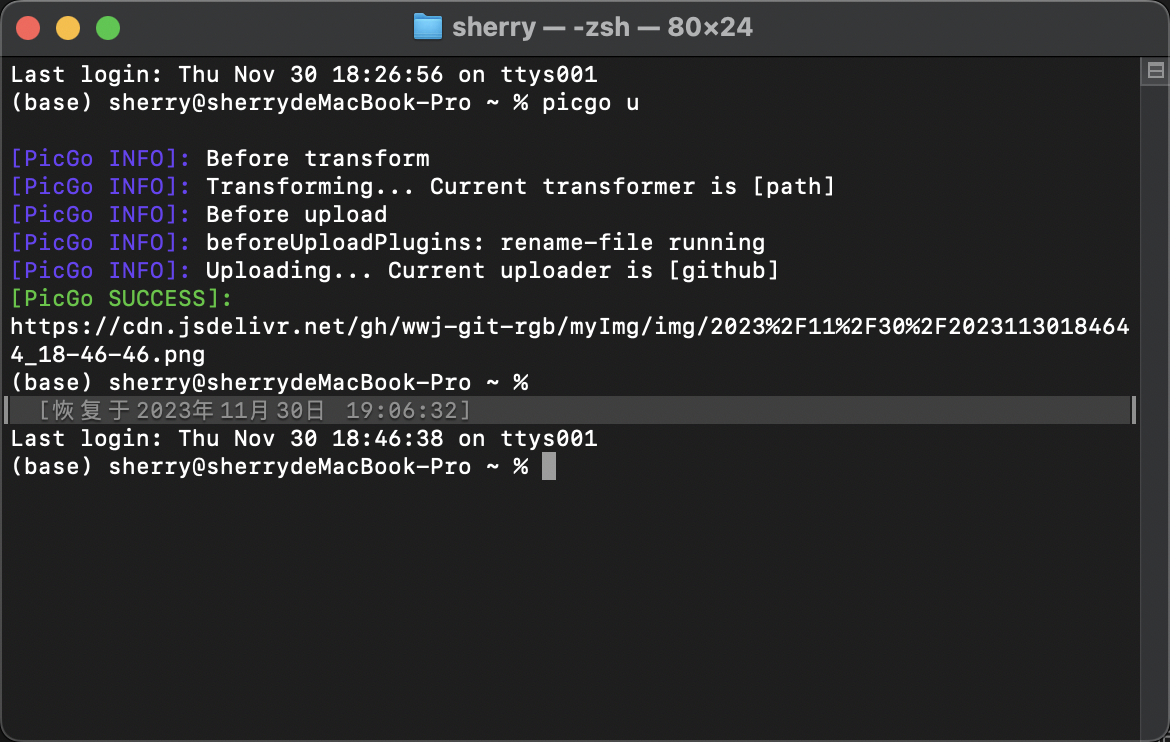 sherry — -zsh — 80×24
Last login: Thu Nov 30 18:26:56 on ttys001
(base) sherry@sherrydeMacBook-Pro ~ % picgo u
[PicGo INFO]: Before transform
[PicGo INFO]: Transforming... Current transformer is [path]
[PicGo INFO]: Before upload
[PicGo INFO]: beforeUploadPlugins: rename-file running
[PicGo INFO]: Uploading... Current uploader is [github]
[PicGo SUCCESS]:
https://cdn.jsdelivr.net/gh/wwj-git-rgb/myImg/img/2023%2F11%2F30%2F2023113018464
4_18-46-46.png
(base) sherry@sherrydeMacBook-Pro ~ %
[恢复于2023年11月30日 19:06:32]
Last login: Thu Nov 30 18:46:38 on ttys001
(base) sherry@sherrydeMacBook-Pro ~ %